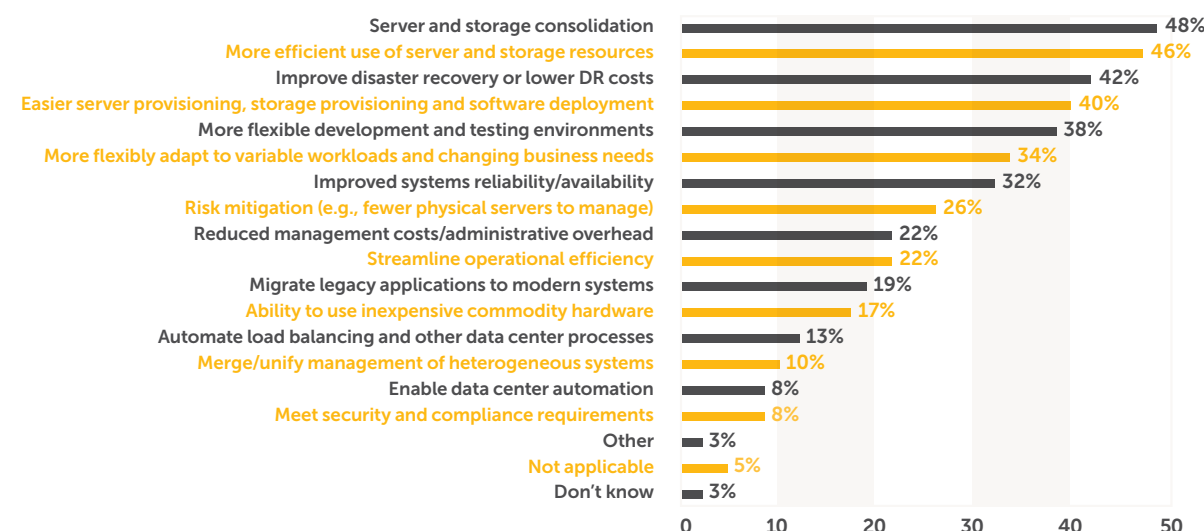 Server and storage consolidation 48%
More efficient use of server and storage resources 46%
Improve disaster recovery or lower DR costs 42%
Easier server provisioning, storage provisioning and software deployment 40%
More flexible development and testing environments 38%
More flexibly adapt to variable workloads and changing business needs 34%
Improved systems reliability/availability 32%
Risk mitigation (e.g., fewer physical servers to manage) 26%
Reduced management costs/administrative overhead 22%
Streamline operational efficiency 22%
Migrate legacy applications to modern systems 19%
Ability to use inexpensive commodity hardware 17%
Automate load balancing and other data center processes 13%
Merge/unify management of heterogeneous systems 10%
Enable data center automation 8%
Meet security and compliance requirements 8%
Other 3%
Not applicable 5%
Don’t know 3%
0 10 20 30 40 50